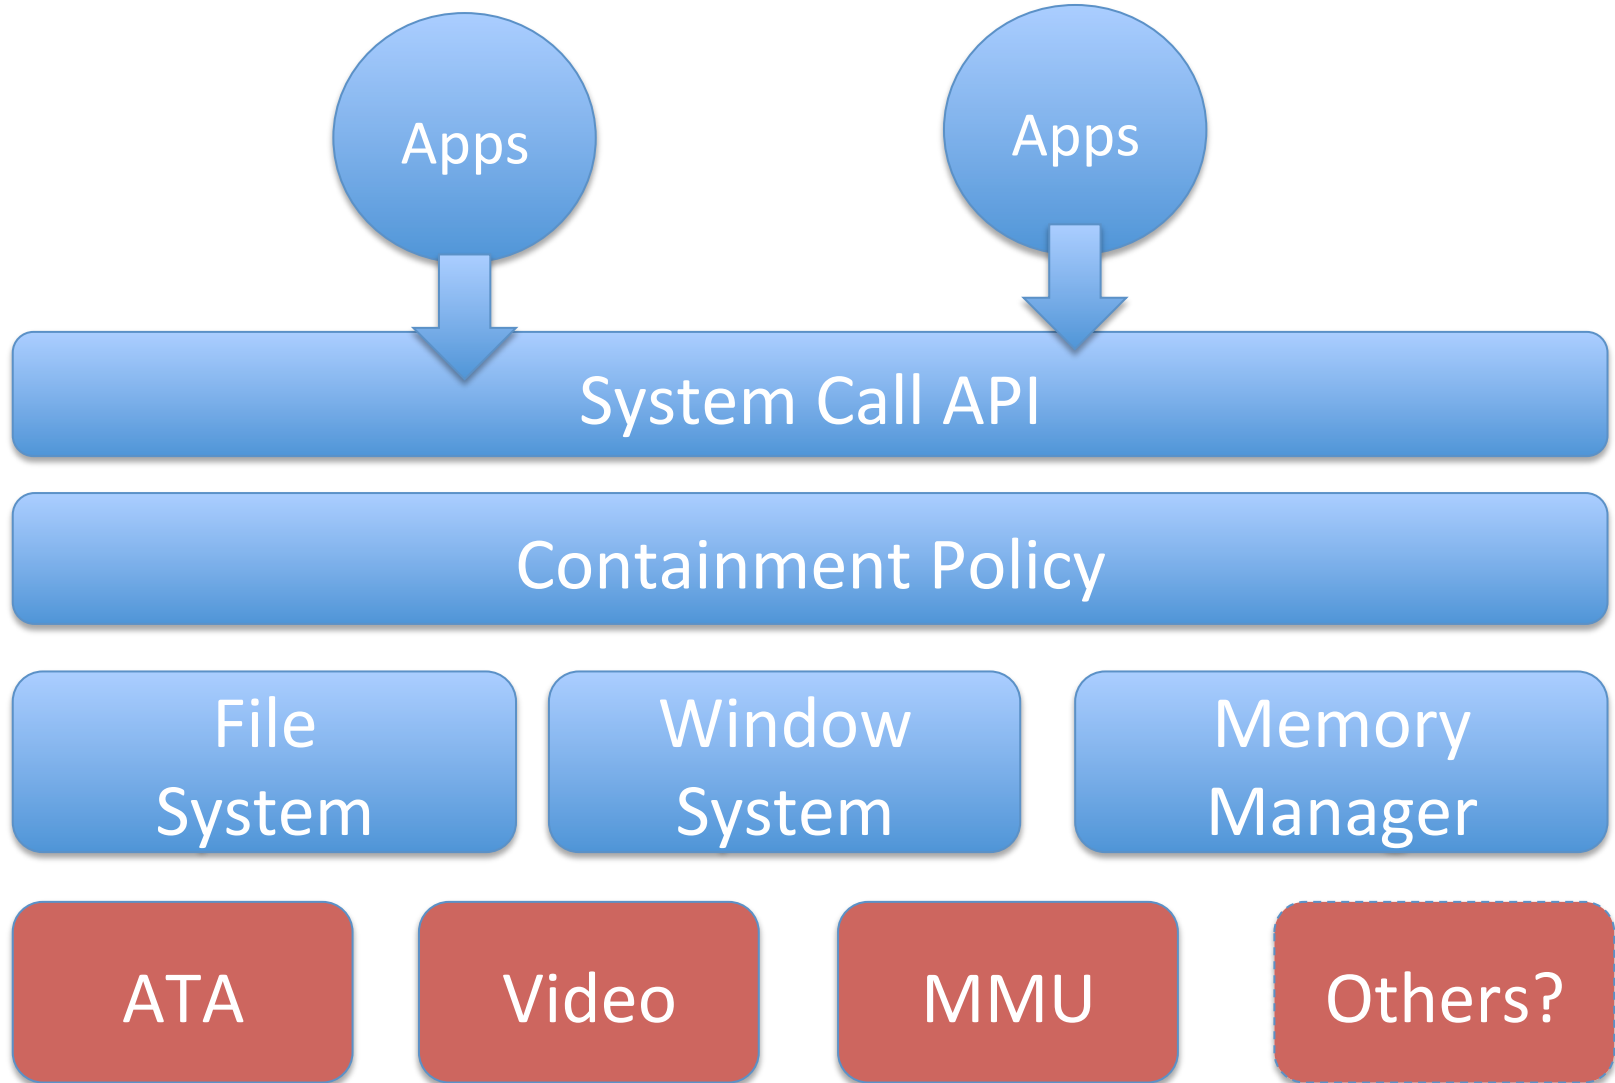 Apps
Apps
System Call API
Containment Policy
File
System
Window
System
Memory
Manager
ATA
Video
MMU
Others?